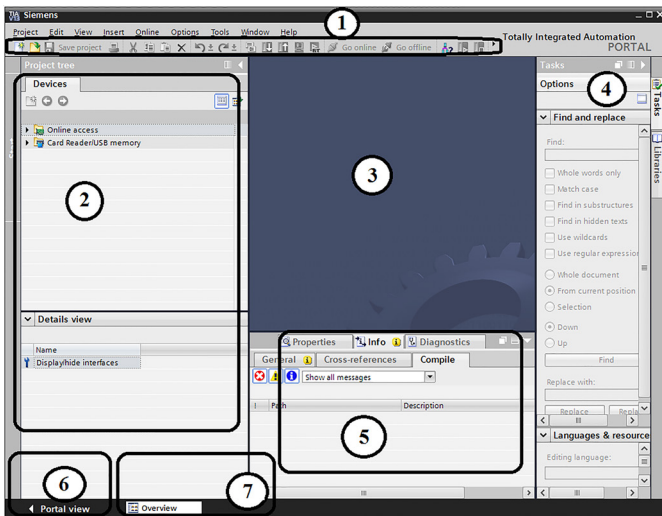 Siemens
Project Edit View Insert Online Options Tools Window Help
1
Totally Integrated Automation
PORTAL
Save project
Go online
Go offline
Project tree
Devices
Online access
Card Reader/USB memory
2
Details view
Name
Display/hide interfaces
3
Properties
Info
Diagnostics
General
Cross-references
Compile
Show all messages
!
Path
Description
5
Tasks
Options
4
Find and replace
Find:
Whole words only
Match case
Find in substructures
Find in hidden texts
Use wildcards
Use regular expression
Whole document
From current position
Selection
Down
Up
Find
Replace with:
Replace
Repla
Languages & resource
Editing language:
Tasks
Libraries
6
7
Portal view
Overview